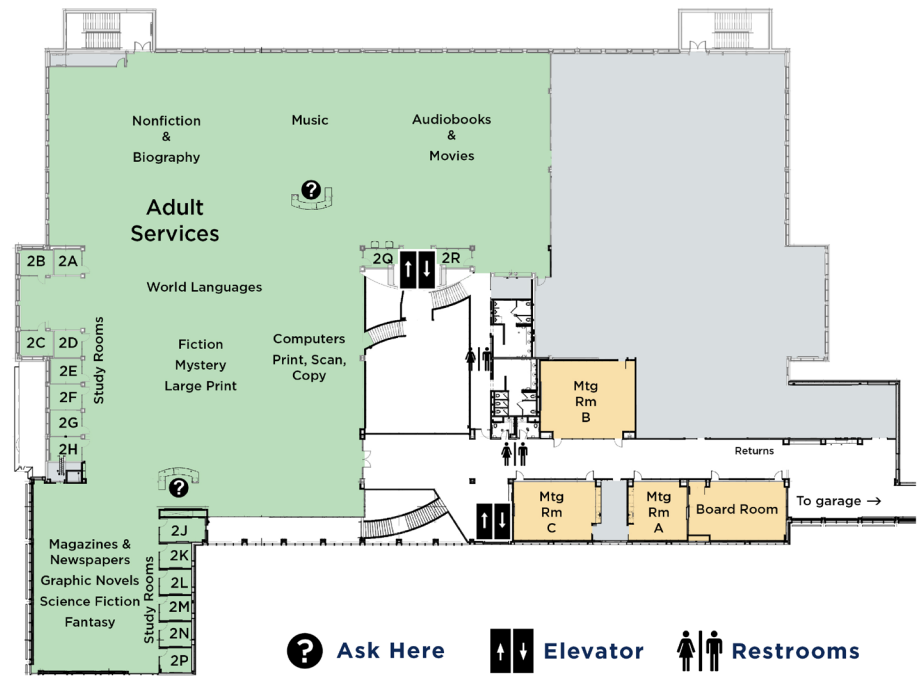 Nonfiction
&
Biography
Music
Audiobooks
&
Movies
?
Adult
Services
2B
2A
2Q
2R
World Languages
2C
2D
2E
2F
2G
2H
Study Rooms
Fiction
Mystery
Large Print
Computers
Print, Scan,
Copy
Mtg
Rm
B
Returns
?
Mtg
Rm
C
Mtg
Rm
A
Board Room
To garage →
2J
2K
2L
2M
2N
2P
Study Rooms
Magazines &
Newspapers
Graphic Novels
Science Fiction
Fantasy
? Ask Here
Elevator
Restrooms